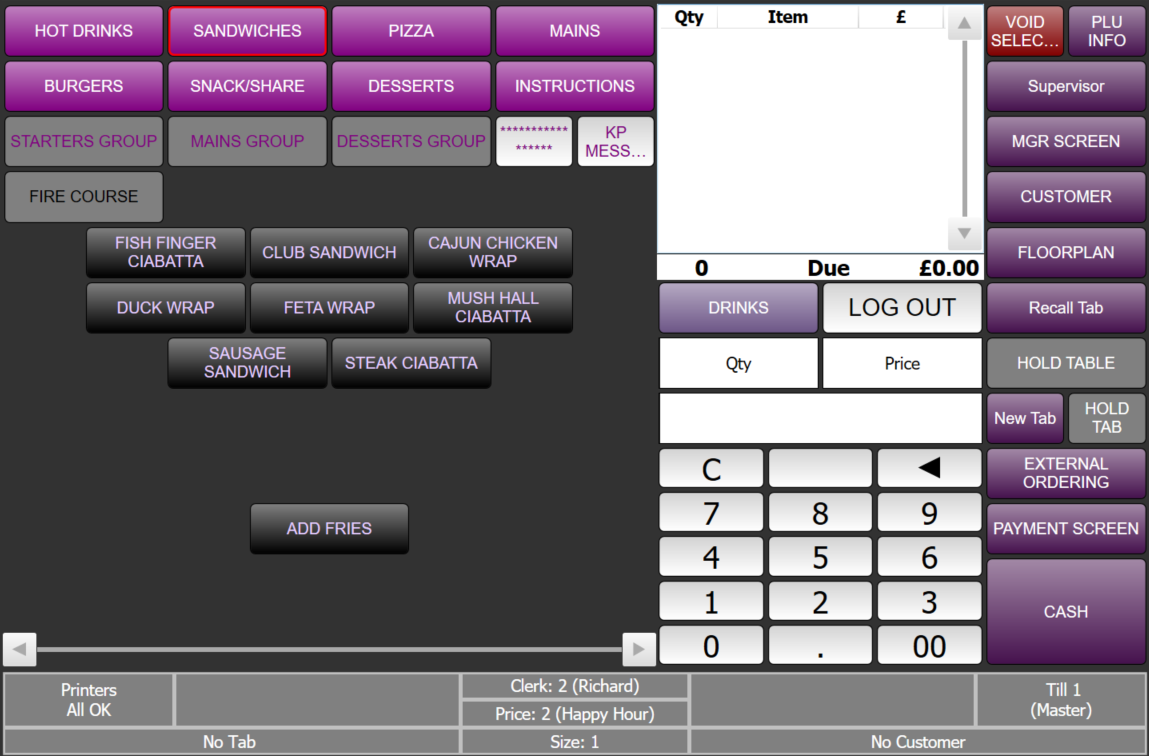 HOT DRINKS
SANDWICHES
PIZZA
MAINS
BURGERS
SNACK/SHARE
DESSERTS
INSTRUCTIONS
STARTERS GROUP
MAINS GROUP
DESSERTS GROUP
***********
******
KP
MESS...
FIRE COURSE
FISH FINGER
CIABATTA
CLUB SANDWICH
CAJUN CHICKEN
WRAP
DUCK WRAP
FETA WRAP
MUSH HALL
CIABATTA
SAUSAGE
SANDWICH
STEAK CIABATTA
ADD FRIES
Qty Item £
0 Due £0.00
DRINKS
LOG OUT
Qty
Price
C
7 8 9
4 5 6
1 2 3
0 . 00
VOID
SELEC...
PLU
INFO
Supervisor
MGR SCREEN
CUSTOMER
FLOORPLAN
Recall Tab
HOLD TABLE
New Tab
HOLD
TAB
EXTERNAL
ORDERING
PAYMENT SCREEN
CASH
Printers
All OK
Clerk: 2 (Richard)
Price: 2 (Happy Hour)
Till 1
(Master)
No Tab
Size: 1
No Customer